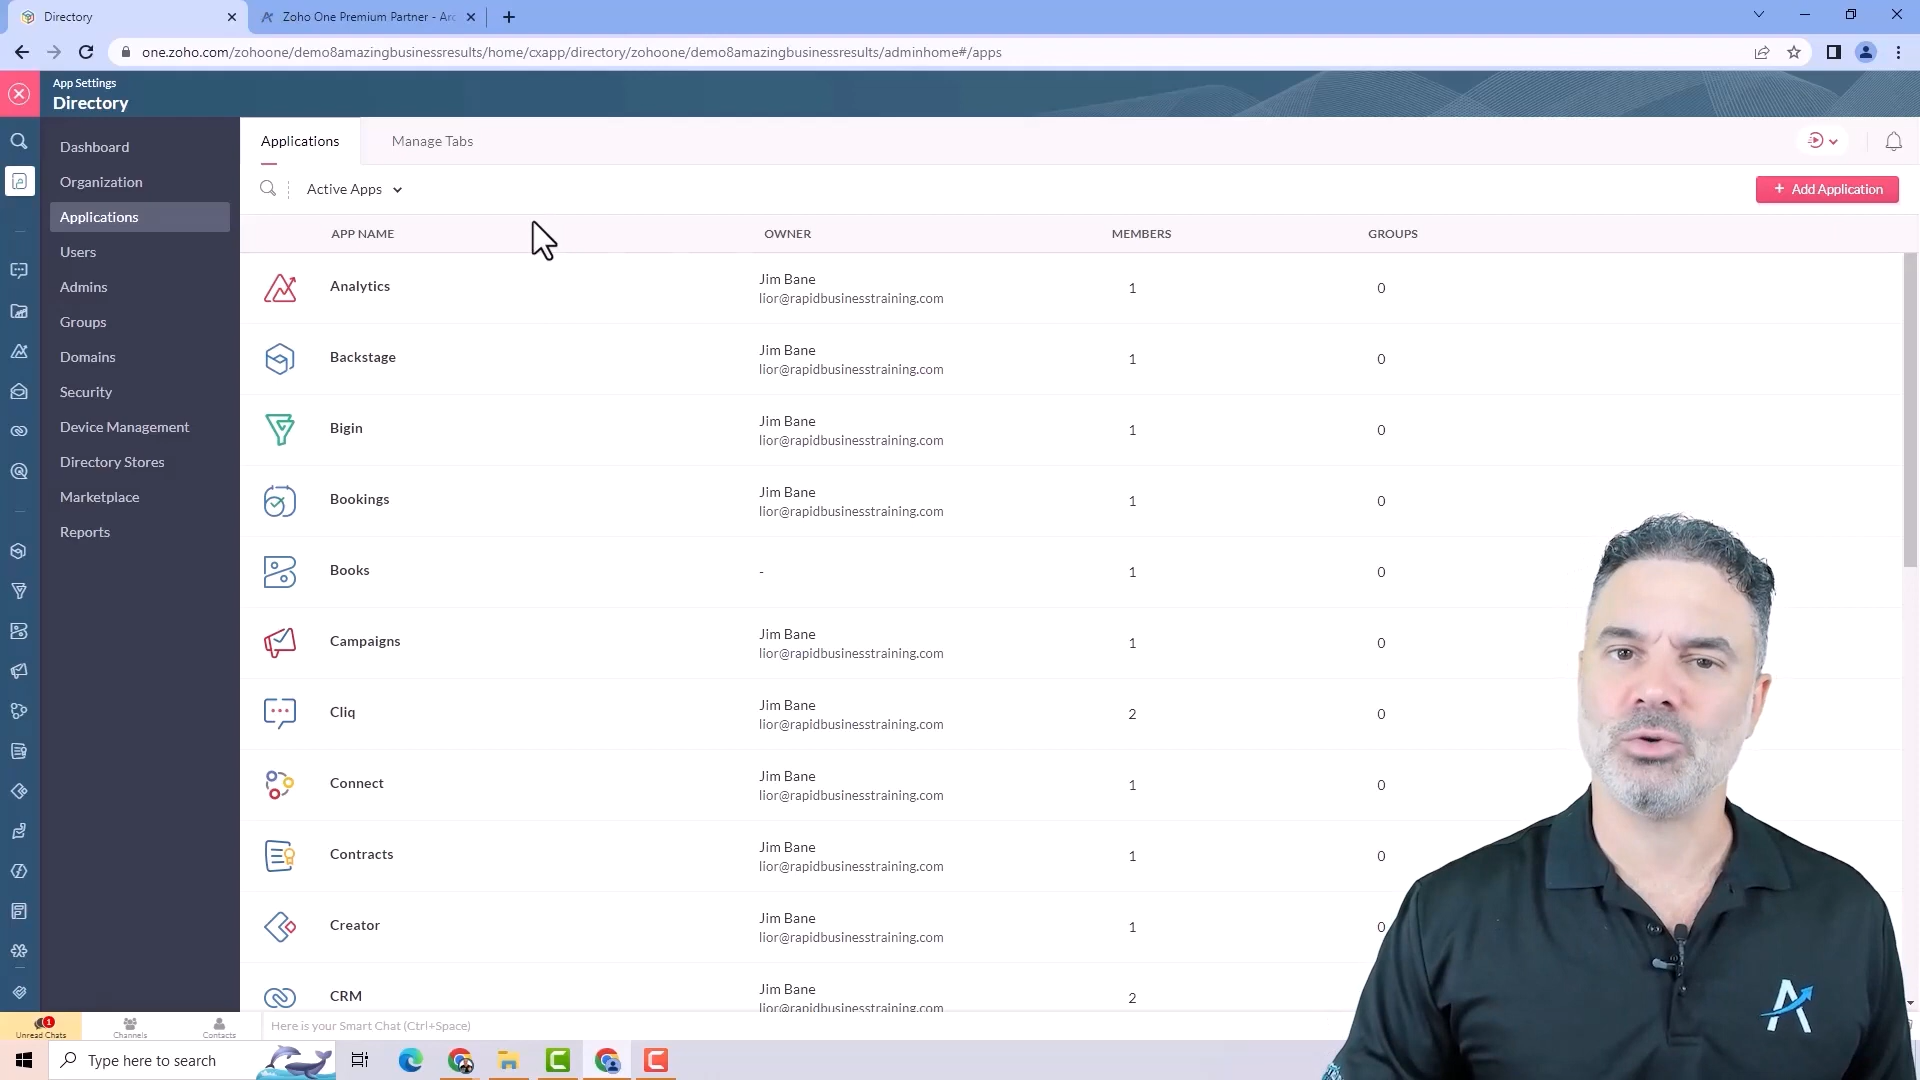 Directory
Zoho One Premium Partner - Arc
one.zoho.com/zohoone/demo8amazingbusinessresults/home/cxapp/directory/zohoone/demo8amazingbusinessresults/adminhome#/apps
App Settings
Directory
Dashboard
Organization
Applications
Users
Admins
Groups
Domains
Security
Device Management
Directory Stores
Marketplace
Reports
Applications
Manage Tabs
Active Apps
+ Add Application
APP NAME OWNER MEMBERS GROUPS
Analytics Jim Bane 1 0
lior@rapidbusinesstraining.com
Backstage Jim Bane 1 0
lior@rapidbusinesstraining.com
Bigin Jim Bane 1 0
lior@rapidbusinesstraining.com
Bookings Jim Bane 1 0
lior@rapidbusinesstraining.com
Books - 1 0
Campaigns Jim Bane 1 0
lior@rapidbusinesstraining.com
Cliq Jim Bane 2 0
lior@rapidbusinesstraining.com
Connect Jim Bane 1 0
lior@rapidbusinesstraining.com
Contracts Jim Bane 1 0
lior@rapidbusinesstraining.com
Creator Jim Bane 1 0
lior@rapidbusinesstraining.com
CRM Jim Bane 2
lior@rapidbusinesstraining.com
1
Unread Chats
Channels
Contacts
Here is your Smart Chat (Ctrl+Space)
Type here to search